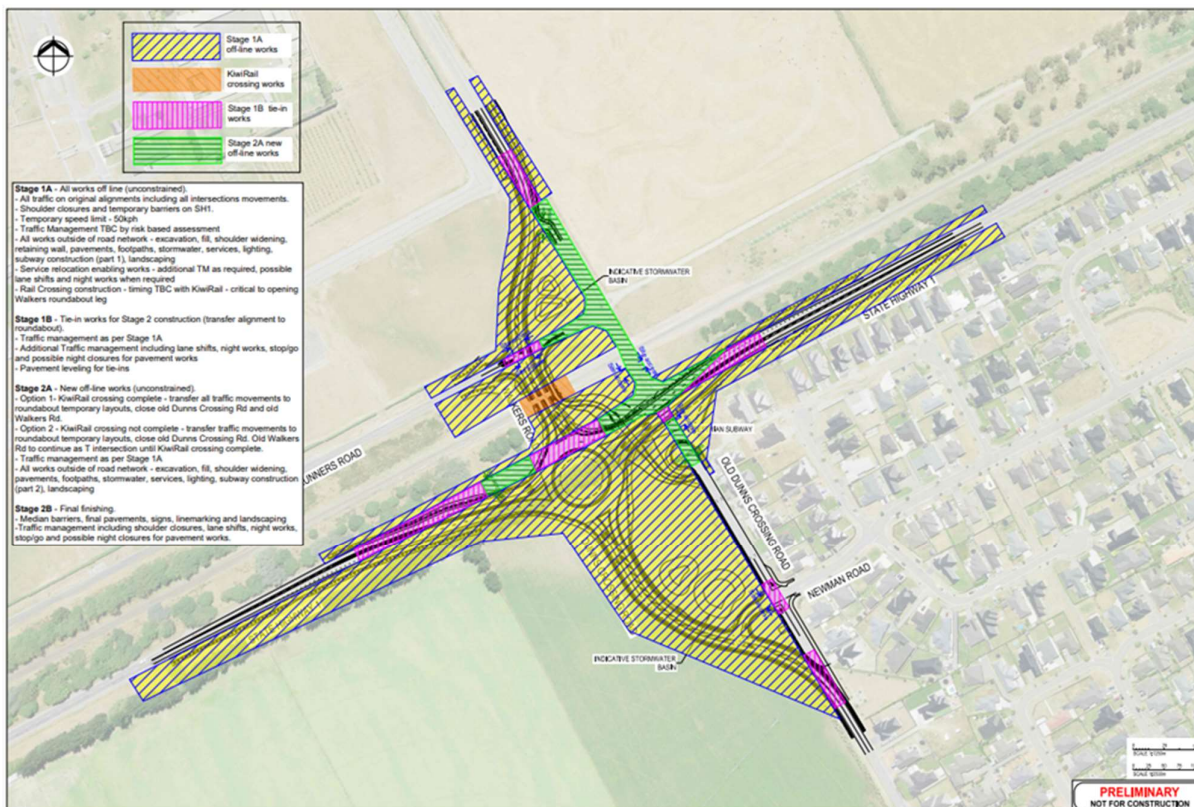 Stage 1A
off-line works
KiwiRail
crossing works
Stage 1B tie-in
works
Stage 2A new
off-line works
Stage 1A - All works off line (unconstrained).
- All traffic on original alignments including all intersections movements.
- Shoulder closures and temporary barriers on SH1.
- Temporary speed limit - 50kph
- Traffic Management TBC by risk based assessment
- All works outside of road network - excavation, fill, shoulder widening,
retaining wall, pavements, footpaths, stormwater, services, lighting,
subway construction (part 1), landscaping
- Service relocation enabling works - additional TM as required, possible
lane shifts and night works when required
- Rail Crossing construction - timing TBC with KiwiRail - critical to opening
Walkers roundabout leg
Stage 1B - Tie-in works for Stage 2 construction (transfer alignment to
roundabout).
- Traffic management as per Stage 1A
- Additional Traffic management including lane shifts, night works, stop/go
and possible night closures for pavement works
- Pavement leveling for tie-ins
Stage 2A - New off-line works (unconstrained).
- Option 1- KiwiRail crossing complete - transfer all traffic movements to
roundabout temporary layouts, close old Dunns Crossing Rd and old
Walkers Rd.
- Option 2 - KiwiRail crossing not complete - transfer traffic movements to
roundabout temporary layouts, close old Dunns Crossing Rd. Old Walkers
Rd to continue as T intersection until KiwiRail crossing complete.
- Traffic management as per Stage 1A
- All works outside of road network - excavation, fill, shoulder widening,
pavements, footpaths, stormwater, services, lighting, subway construction
(part 2), landscaping
Stage 2B - Final finishing.
- Median barriers, final pavements, signs, linemarking and landscaping
-Traffic management including shoulder closures, lane shifts, night works,
stop/go and possible night closures for pavement works.
INDICATIVE STORMWATER
BASIN
STATE HIGHWAY 1
UNNERS ROAD
KERS RO
IAN SUBWAY
OLD DUNNS CROSSING ROAD
NEWMAN ROAD
INDICATIVE STORMWATER
BASIN
PRELIMINARY
NOT FOR CONSTRUCTION